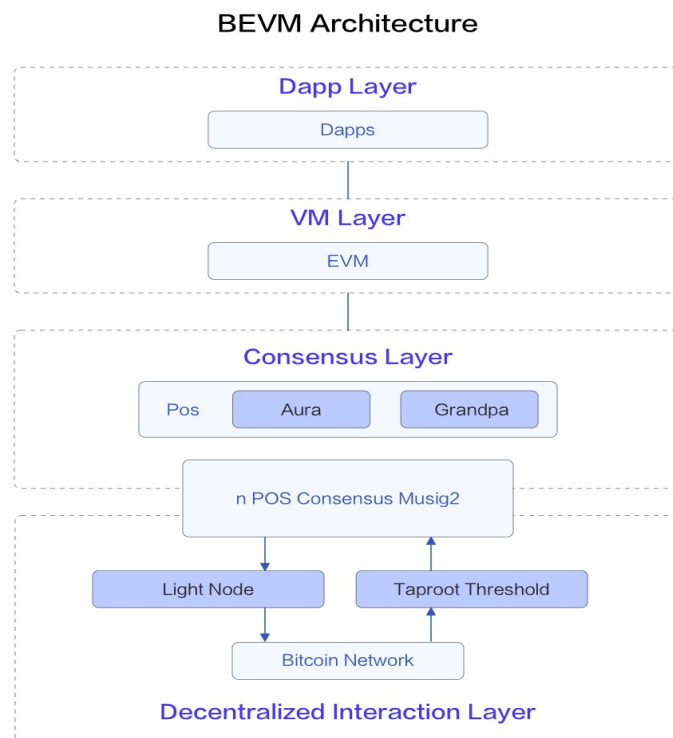 BEVM Architecture
Dapp Layer
Dapps
VM Layer
EVM
Consensus Layer
Pos Aura Grandpa
n POS Consensus Musig2
Light Node Taproot Threshold
Bitcoin Network
Decentralized Interaction Layer